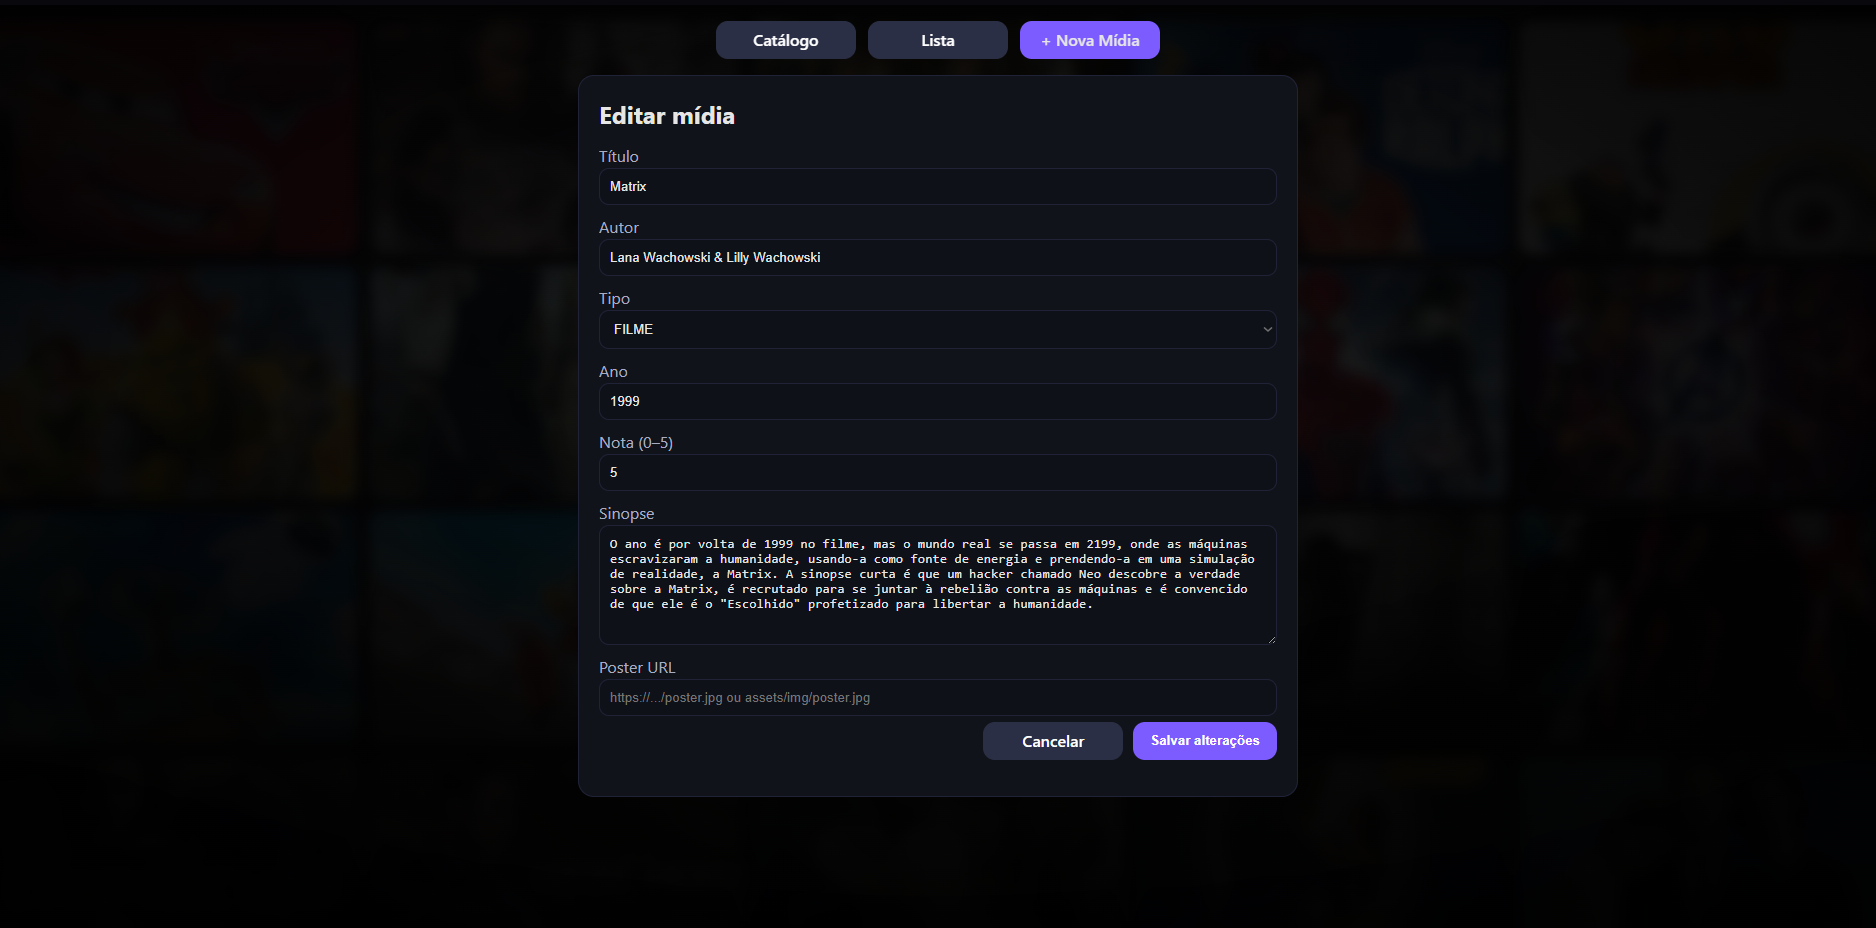 Catálogo
Lista
+ Nova Mídia
Editar mídia
Título
Matrix
Autor
Lana Wachowski & Lilly Wachowski
Tipo
FILME
Ano
1999
Nota (0–5)
5
Sinopse
O ano é por volta de 1999 no filme, mas o mundo real se passa em 2199, onde as máquinas
escravizaram a humanidade, usando-a como fonte de energia e prendendo-a em uma simulação
de realidade, a Matrix. A sinopse curta é que um hacker chamado Neo descobre a verdade
sobre a Matrix, é recrutado para se juntar à rebelião contra as máquinas e é convencido
de que ele é o "Escolhido" profetizado para libertar a humanidade.
Poster URL
https://.../poster.jpg ou assets/img/poster.jpg
Cancelar
Salvar alterações